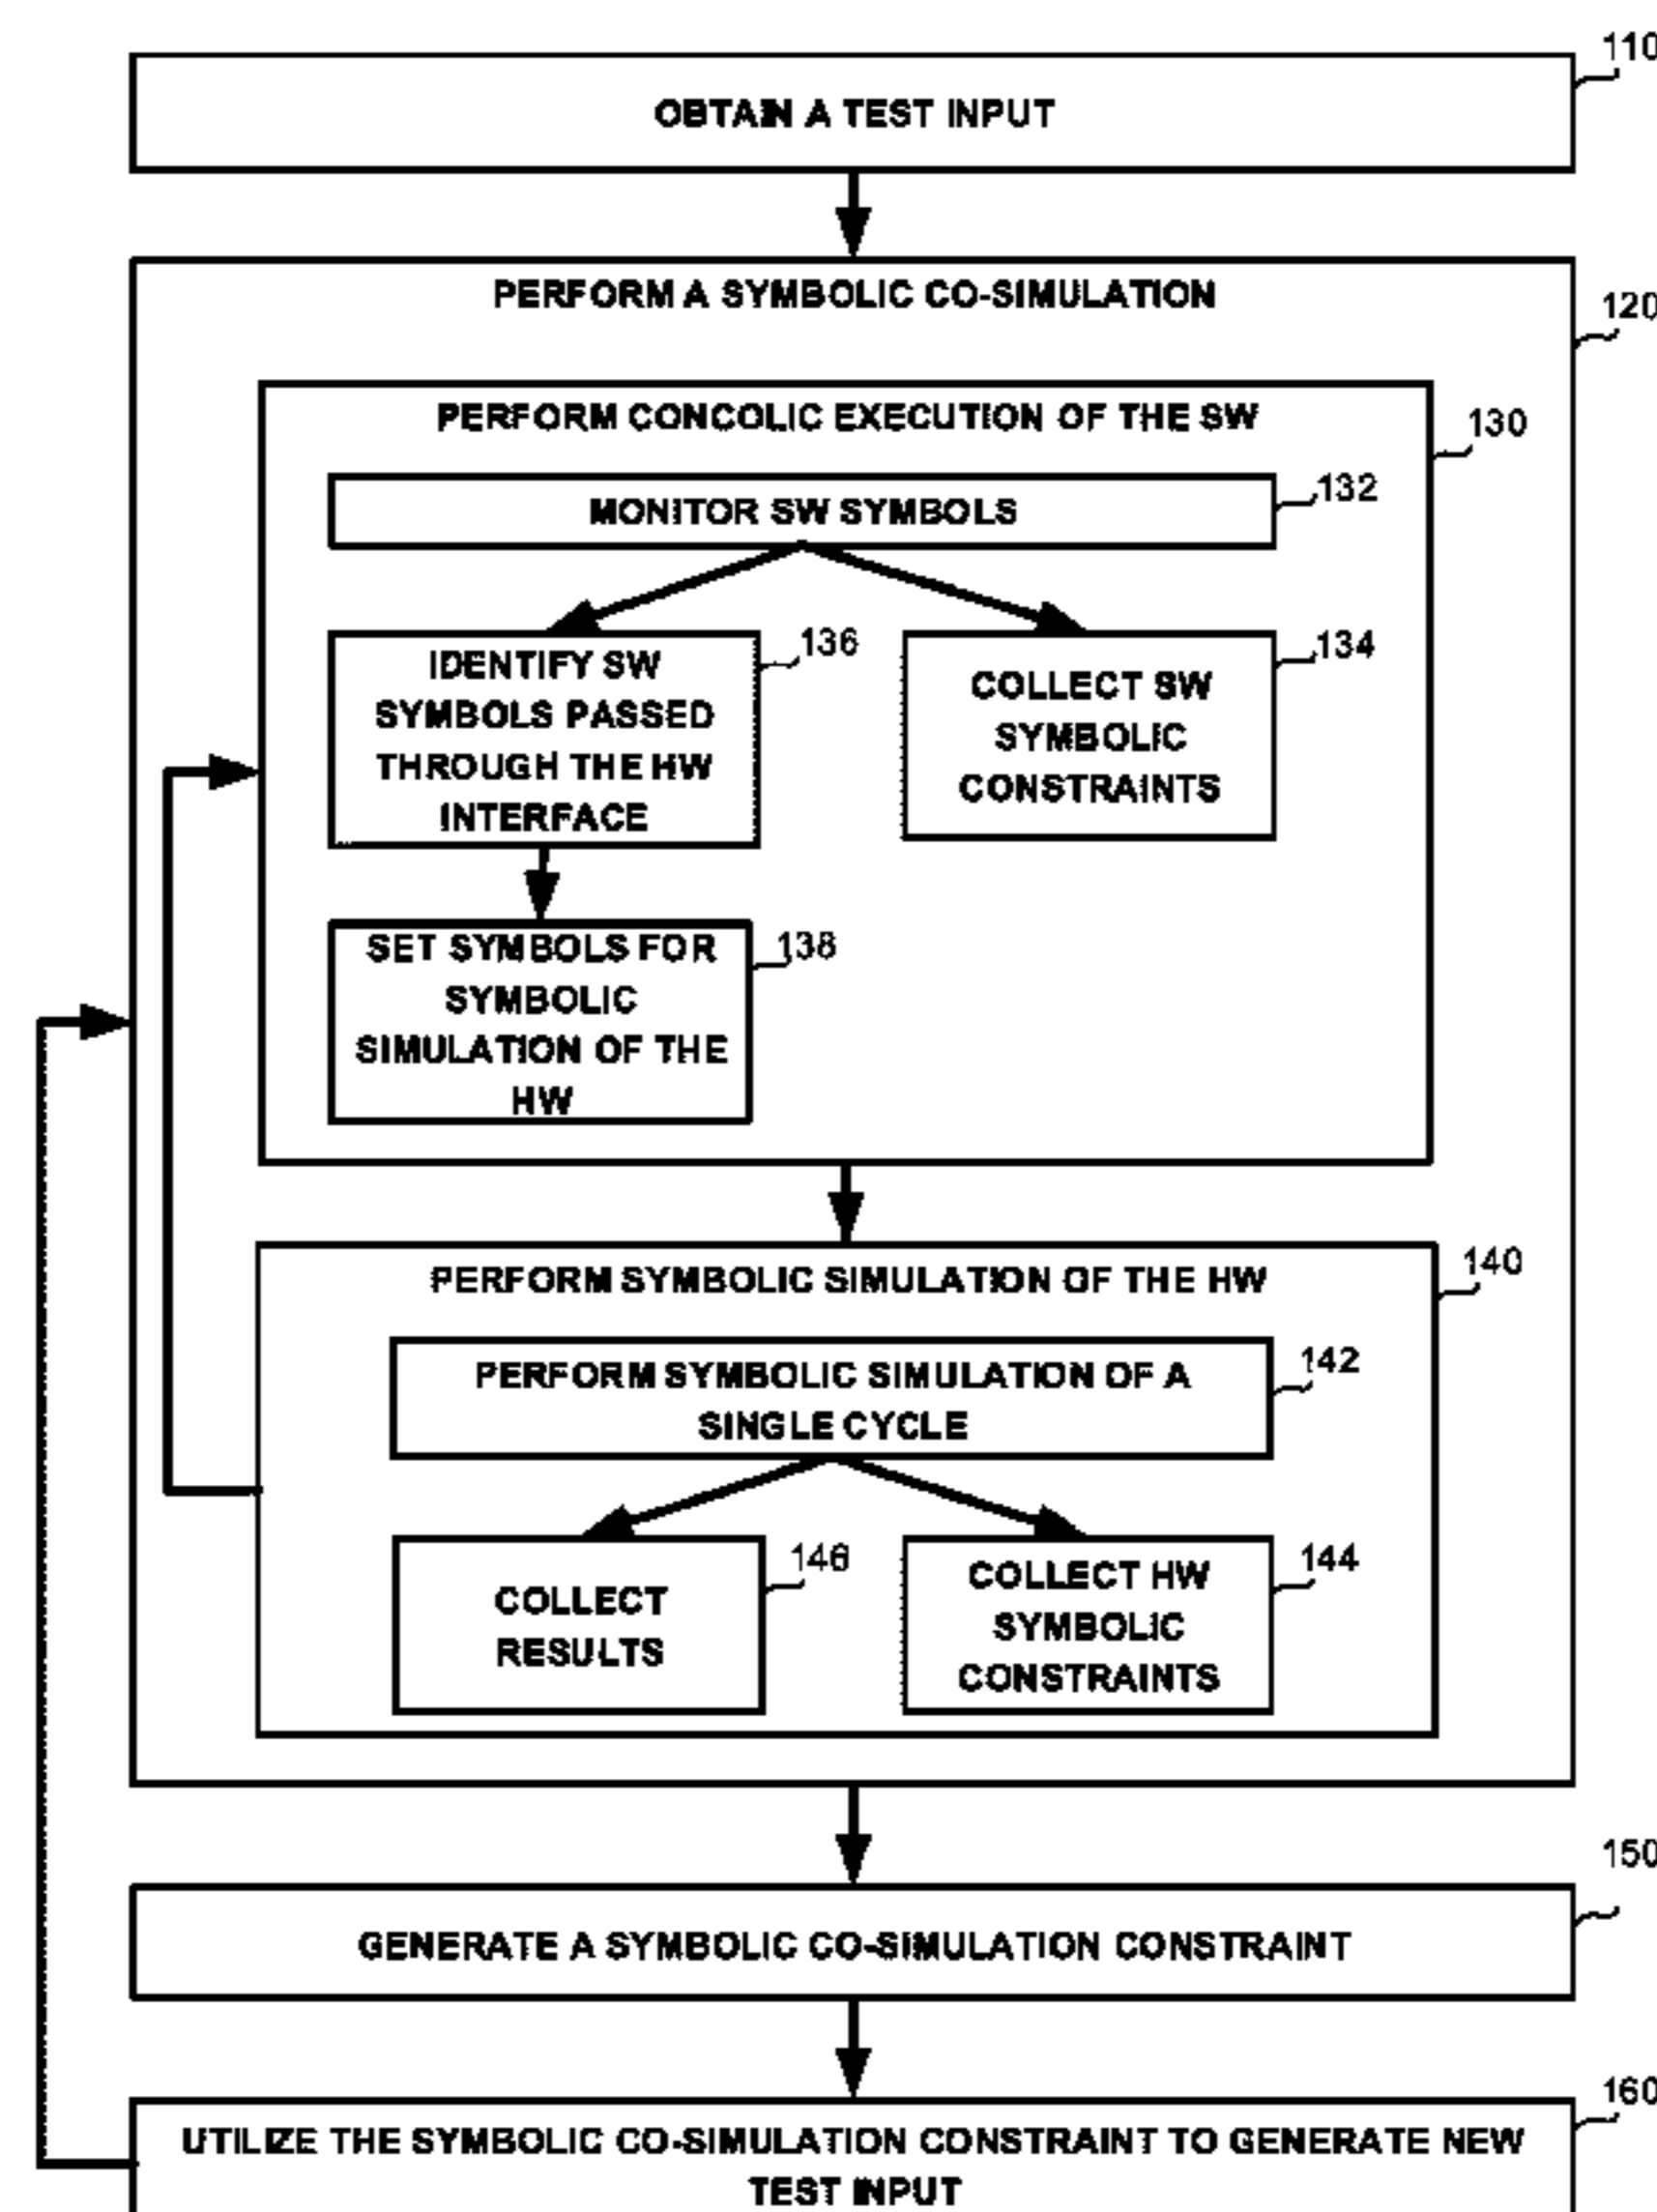 110
OBTAIN A TEST INPUT
PERFORM A SYMBOLIC CO-SIMULATION
120
PERFORM CONCOLIC EXECUTION OF THE SW
130
MONITOR SW SYMBOLS
132
IDENTIFY SW
SYMBOLS PASSED
THROUGH THE HW
INTERFACE
136
COLLECT SW
SYMBOLIC
CONSTRAINTS
134
SET SYMBOLS FOR
SYMBOLIC
SIMULATION OF THE
HW
138
PERFORM SYMBOLIC SIMULATION OF THE HW
140
PERFORM SYMBOLIC SIMULATION OF A
SINGLE CYCLE
142
COLLECT
RESULTS
146
COLLECT HW
SYMBOLIC
CONSTRAINTS
144
150
GENERATE A SYMBOLIC CO-SIMULATION CONSTRAINT
160
UTILIZE THE SYMBOLIC CO-SIMULATION CONSTRAINT TO GENERATE NEW
TEST INPUT